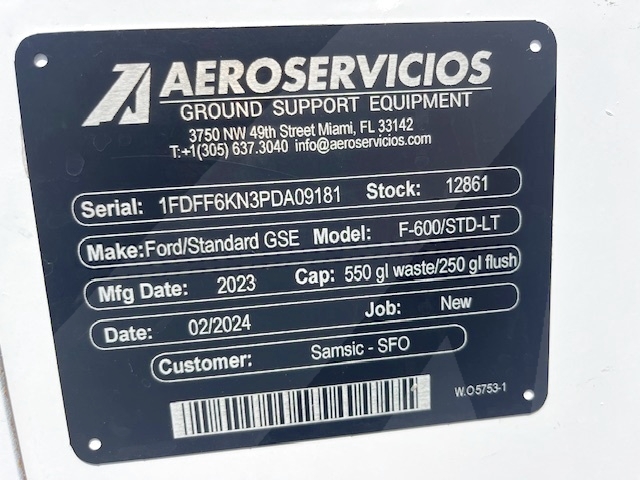 AEROSERVICIOS
GROUND SUPPORT EQUIPMENT
3750 NW 49th Street Miami, FL 33142
T:+1(305) 637.3040 info@aeroservicios.com
Serial: 1FDFF6KN3PDA09181 Stock: 12861
Make: Ford/Standard GSE Model: F-600/STD-LT
Mfg Date: 2023 Cap: 550 gl waste/250 gl flush
Date: 02/2024 Job: New
Customer: Samsic - SFO
W.O5753-1